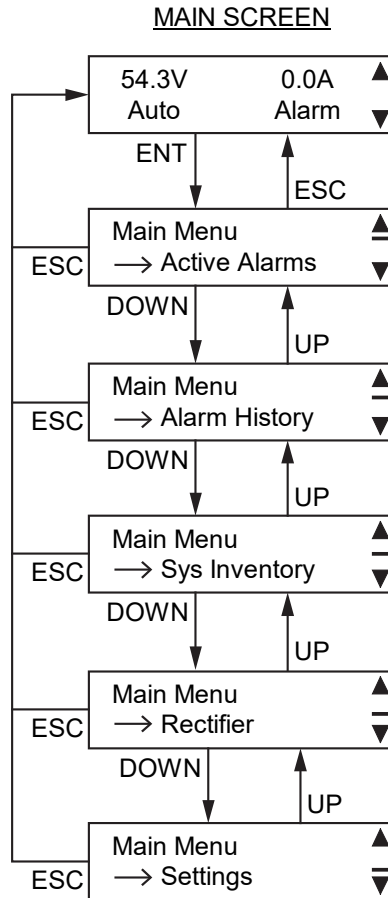 MAIN SCREEN
54.3V 0.0A
Auto Alarm
ENT
ESC
Main Menu
→ Active Alarms
ESC
DOWN
UP
Main Menu
→ Alarm History
ESC
DOWN
UP
Main Menu
→ Sys Inventory
ESC
DOWN
UP
Main Menu
→ Rectifier
ESC
DOWN
UP
Main Menu
→ Settings
ESC